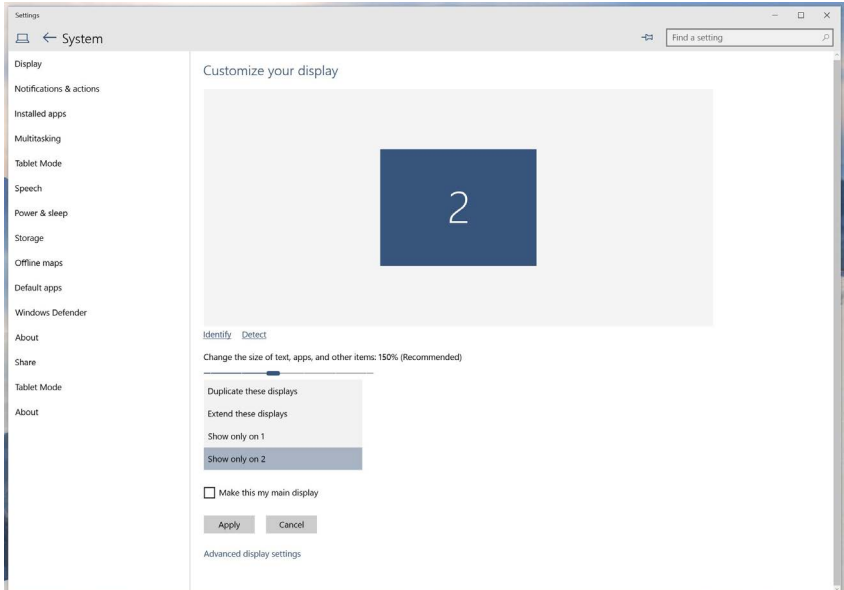 Settings
System
Find a setting
Display
Notifications & actions
Installed apps
Multitasking
Tablet Mode
Speech
Power & sleep
Storage
Offline maps
Default apps
Windows Defender
About
Share
Tablet Mode
About
Customize your display
2
Identify Detect
Change the size of text, apps, and other items: 150% (Recommended)
Duplicate these displays
Extend these displays
Show only on 1
Show only on 2
Make this my main display
Apply Cancel
Advanced display settings